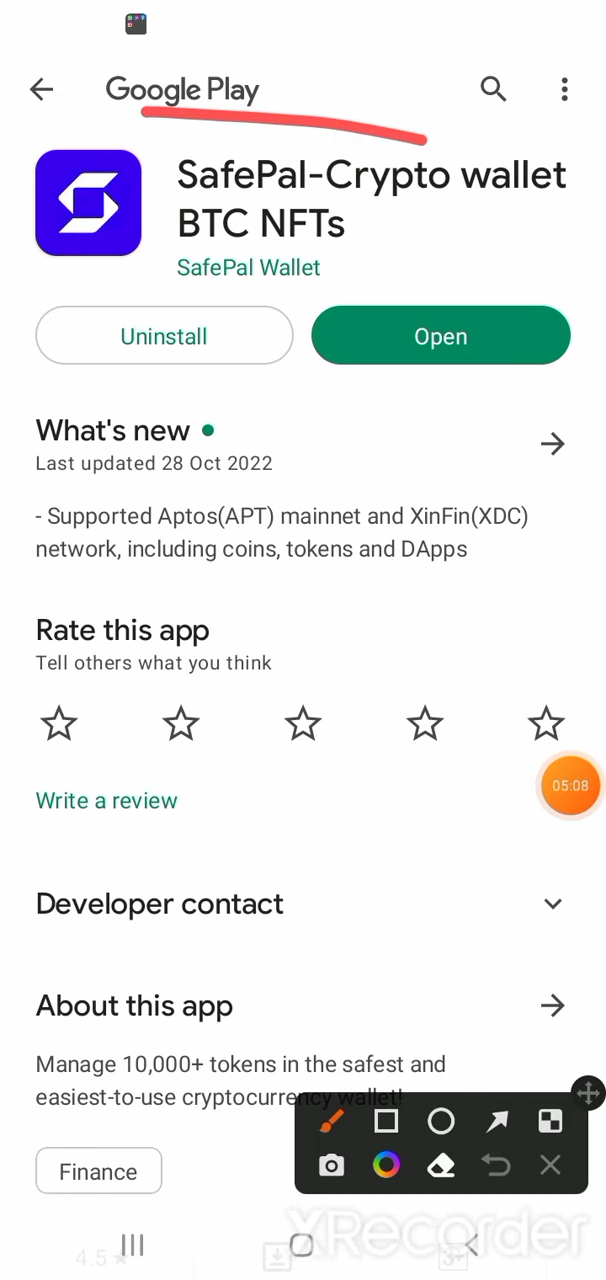 Google Play
SafePal-Crypto wallet
BTC NFTs
SafePal Wallet
Uninstall
Open
What's new
Last updated 28 Oct 2022
- Supported Aptos(APT) mainnet and XinFin(XDC)
network, including coins, tokens and DApps
Rate this app
Tell others what you think
05:08
Write a review
Developer contact
About this app
Manage 10,000+ tokens in the safest and
easiest-to-use cryptocurrency wallet!
Finance
XRecorder
4.5 ★
3+